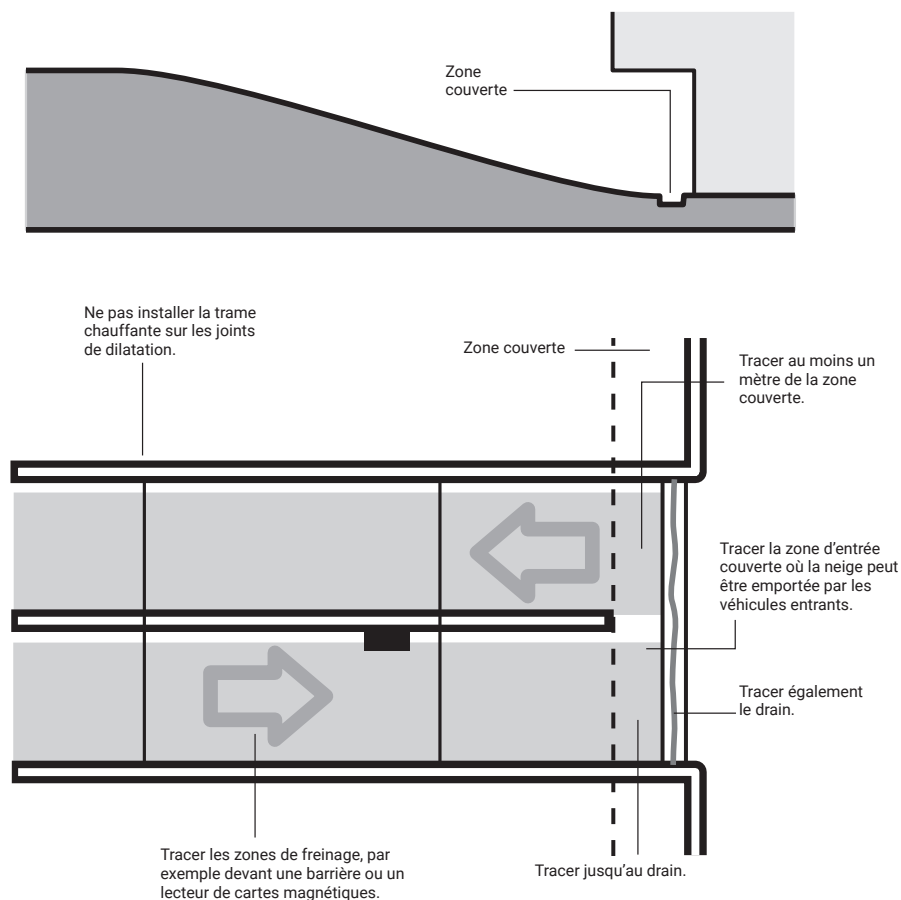 Zone
couverte
Ne pas installer la trame
chauffante sur les joints
de dilatation.
Zone couverte
Tracer au moins un
mètre de la zone
couverte.
Tracer la zone d'entrée
couverte où la neige peut
être emportée par les
véhicules entrants.
Tracer également
le drain.
Tracer les zones de freinage, par
exemple devant une barrière ou un
lecteur de cartes magnétiques.
Tracer jusqu'au drain.